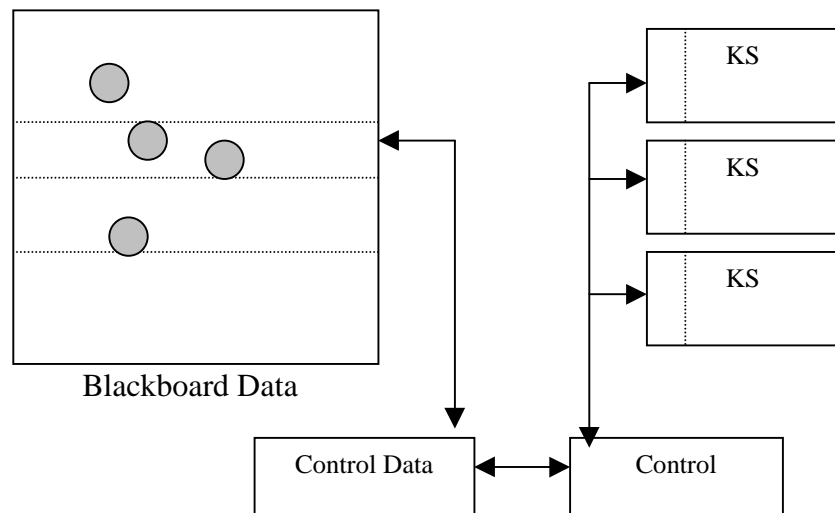 KS
KS
KS
Blackboard Data
Control Data
Control